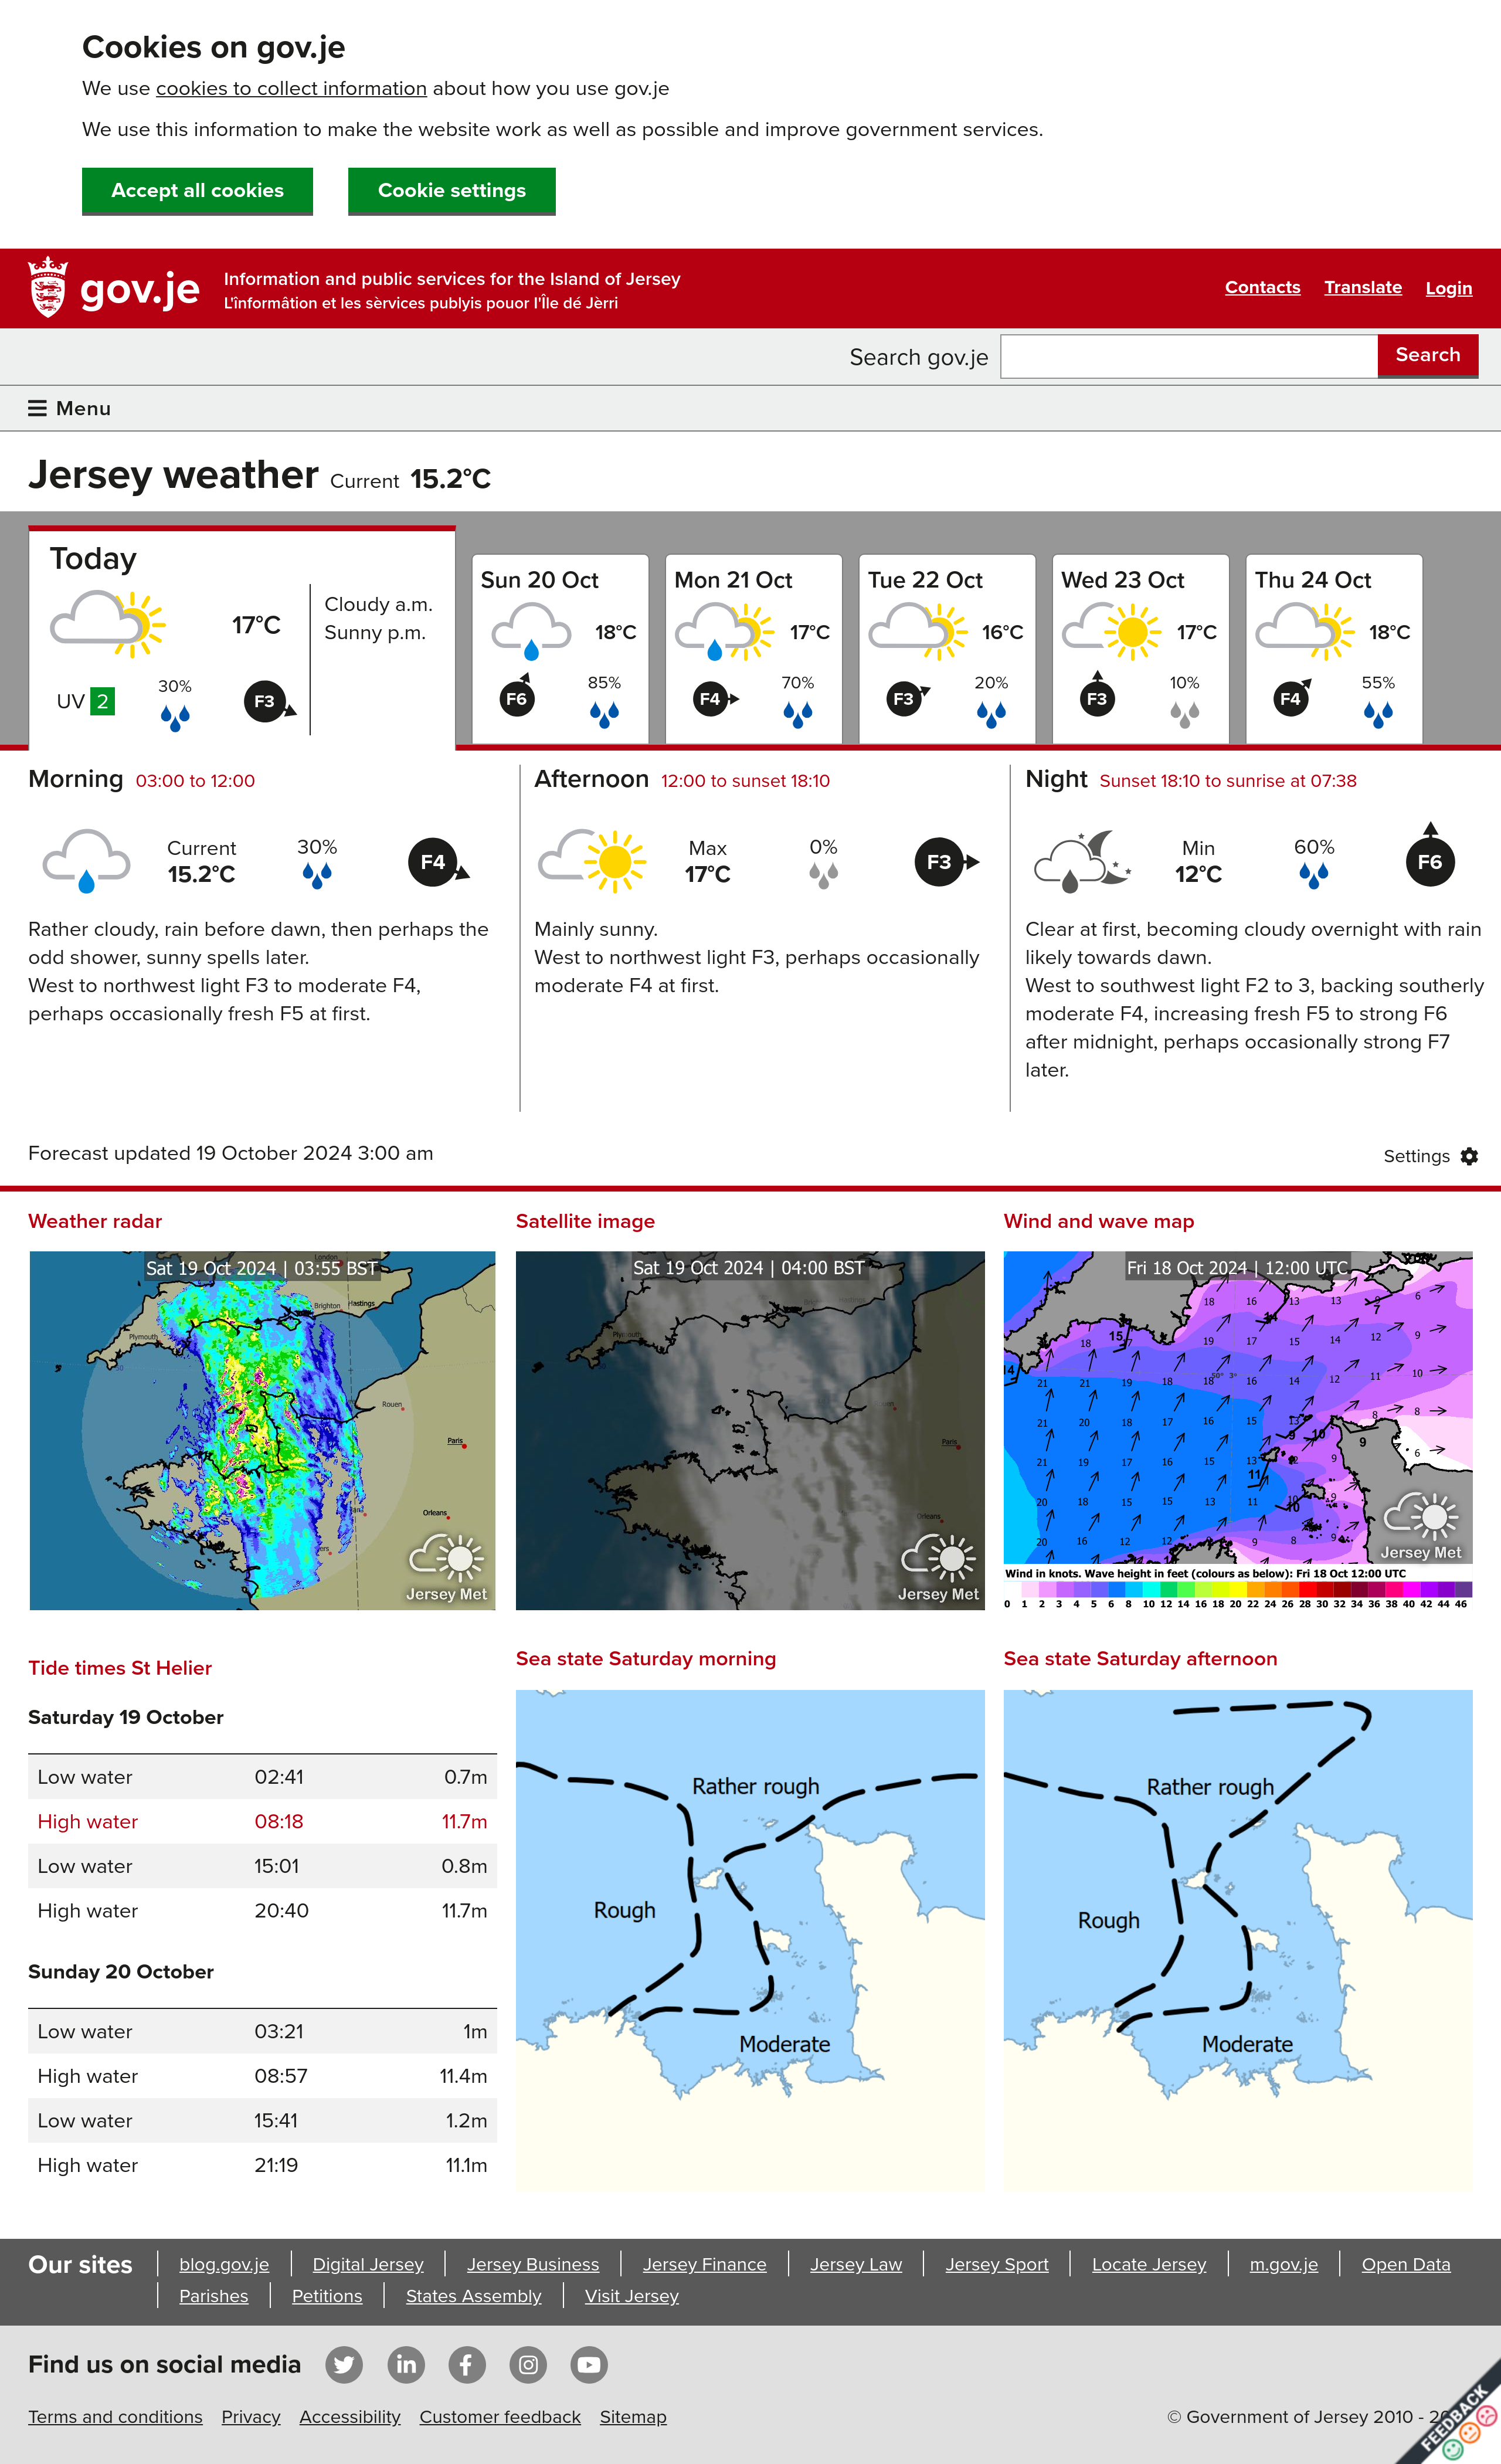 Cookies on gov.je
We use cookies to collect information about how you use gov.je
We use this information to make the website work as well as possible and improve government services.
Accept all cookies
Cookie settings
gov.je
Information and public services for the Island of Jersey
L'înformâtion et les sèrvices publyis pouor l'Île dé Jèrri
Contacts
Translate
Login
Search gov.je
Search
Menu
Jersey weather Current 15.2°C
Today
17°C
Cloudy a.m.
Sunny p.m.
UV 2
30%
F3
Sun 20 Oct
18°C
F6
85%
Mon 21 Oct
17°C
F4
70%
Tue 22 Oct
16°C
F3
20%
Wed 23 Oct
17°C
F3
10%
Thu 24 Oct
18°C
F4
55%
Morning 03:00 to 12:00
Current
15.2°C
30%
F4
Rather cloudy, rain before dawn, then perhaps the
odd shower, sunny spells later.
West to northwest light F3 to moderate F4,
perhaps occasionally fresh F5 at first.
Afternoon 12:00 to sunset 18:10
Max
17°C
0%
F3
Mainly sunny.
West to northwest light F3, perhaps occasionally
moderate F4 at first.
Night Sunset 18:10 to sunrise at 07:38
Min
12°C
60%
F6
Clear at first, becoming cloudy overnight with rain
likely towards dawn.
West to southwest light F2 to 3, backing southerly
moderate F4, increasing fresh F5 to strong F6
after midnight, perhaps occasionally strong F7
later.
Forecast updated 19 October 2024 3:00 am
Settings
Weather radar
Sat 19 Oct 2024 | 03:55 BST
London
Brighton
Hastings
Plymouth
Rouen
Paris
Orleans
Jersey Met
Satellite image
Sat 19 Oct 2024 | 04:00 BST
Plymouth
Paris
Orleans
Jersey Met
Wind and wave map
Fri 18 Oct 2024 | 12:00 UTC
Jersey Met
Wind in knots. Wave height in feet (colours as below): Fri 18 Oct 12:00 UTC
0 1 2 3 4 5 6 8 10 12 14 16 18 20 22 24 26 28 30 32 34 36 38 40 42 44 46
Tide times St Helier
Saturday 19 October
Low water 02:41 0.7m
High water 08:18 11.7m
Low water 15:01 0.8m
High water 20:40 11.7m
Sunday 20 October
Low water 03:21 1m
High water 08:57 11.4m
Low water 15:41 1.2m
High water 21:19 11.1m
Sea state Saturday morning
Rather rough
Rough
Moderate
Sea state Saturday afternoon
Rather rough
Rough
Moderate
Our sites
blog.gov.je
Digital Jersey
Jersey Business
Jersey Finance
Jersey Law
Jersey Sport
Locate Jersey
m.gov.je
Open Data
Parishes
Petitions
States Assembly
Visit Jersey
Find us on social media
Terms and conditions
Privacy
Accessibility
Customer feedback
Sitemap
© Government of Jersey 2010 -
FEEDBACK